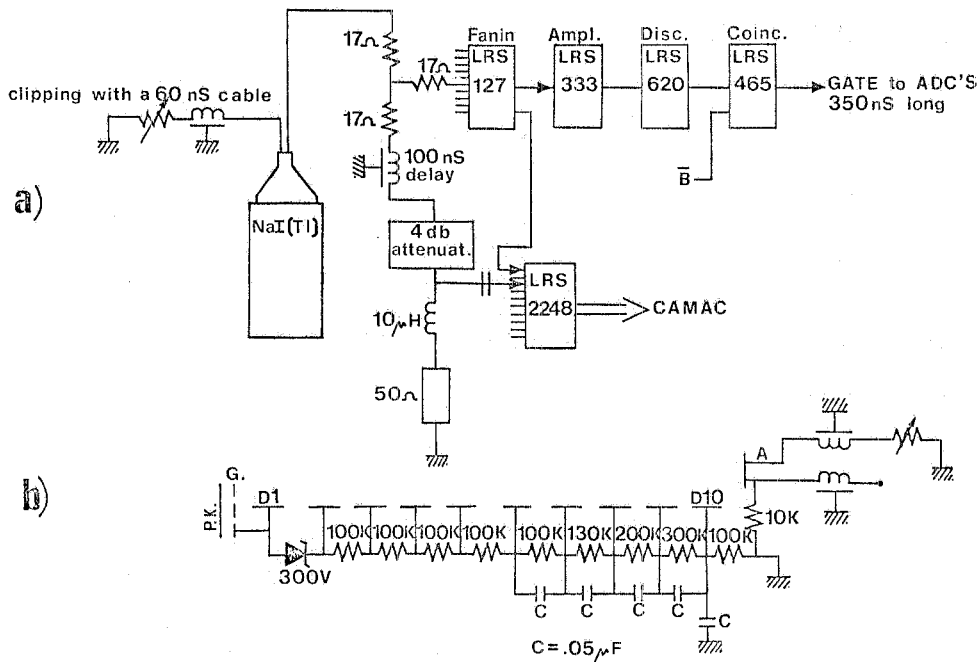 Fanin Ampl. Disc. Coinc.
17Ω
LRS LRS LRS LRS
17Ω
127 333 620 465
GATE to ADC'S
350nS long
clipping with a 60 nS cable
17Ω
B̅
100 nS
delay
a)
NaI(Tl)
4 db
attenuat.
LRS
2248
CAMAC
10μH
50Ω
b)
P.K.
G.
D1
D10
A
100K 100K 100K 100K 100K 130K 200K 300K 100K
10K
300V
C C C C
C
C = .05μF